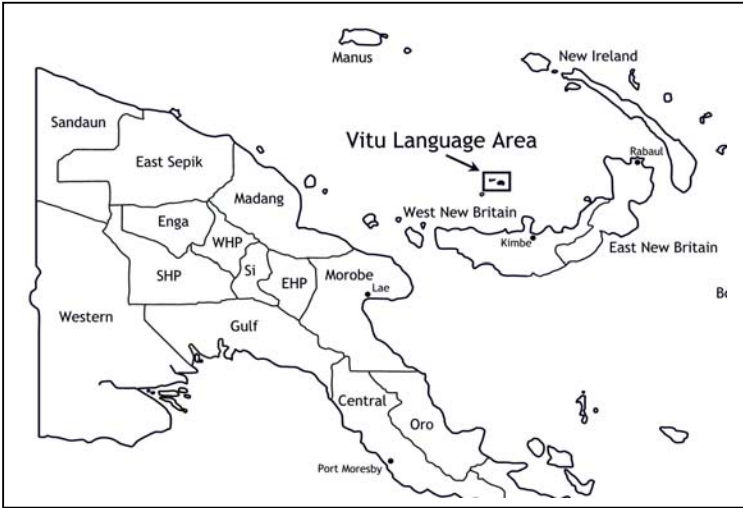 Manus
New Ireland
Sandaun
Vitu Language Area
East Sepik
Rabaul
Madang
Enga
West New Britain
WHP
Kimbe
East New Britain
SHP
Si
EHP
Morobe
Lae
Western
Gulf
Central
Oro
Port Moresby